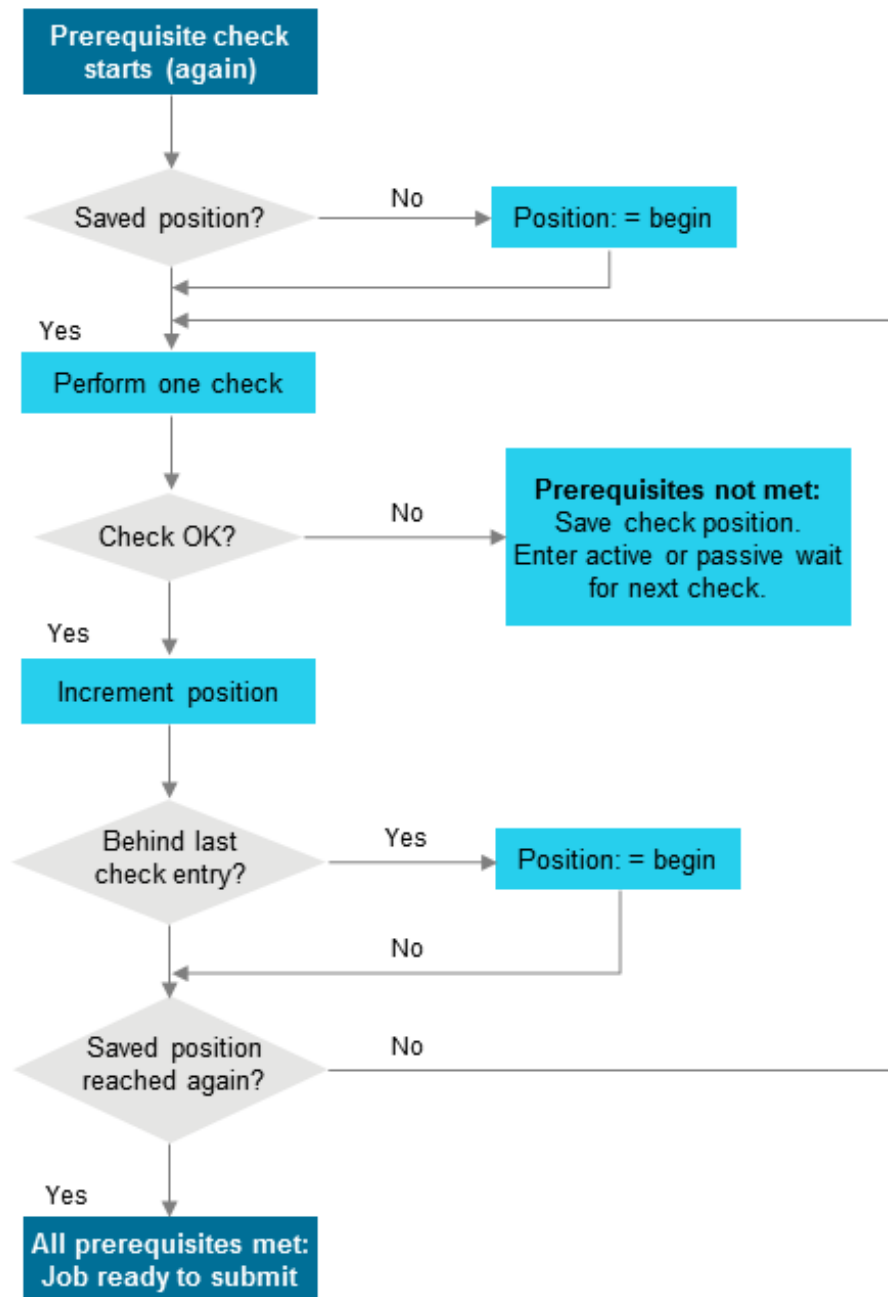 Prerequisite check
starts (again)
Saved position?
No
Position: = begin
Yes
Perform one check
Check OK?
No
Prerequisites not met:
Save check position.
Enter active or passive wait
for next check.
Yes
Increment position
Behind last
check entry?
Yes
Position: = begin
No
Saved position
reached again?
No
Yes
All prerequisites met:
Job ready to submit